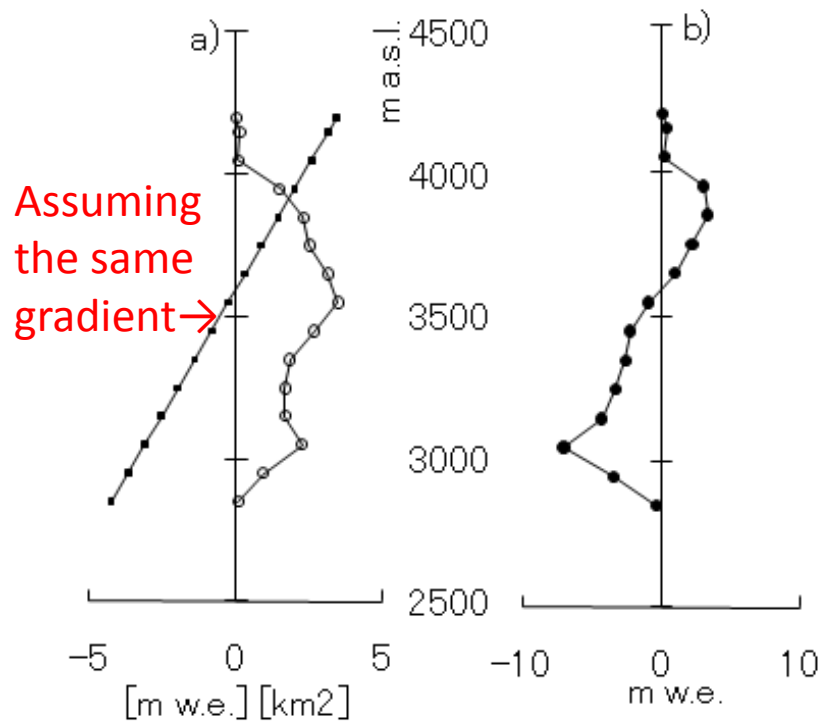 a)
m a.s.l.
b)
4500
4000
3500
3000
2500
Assuming
the same
gradient→
-5 0 5
[m w.e.] [km2]
-10 0 10
m w.e.